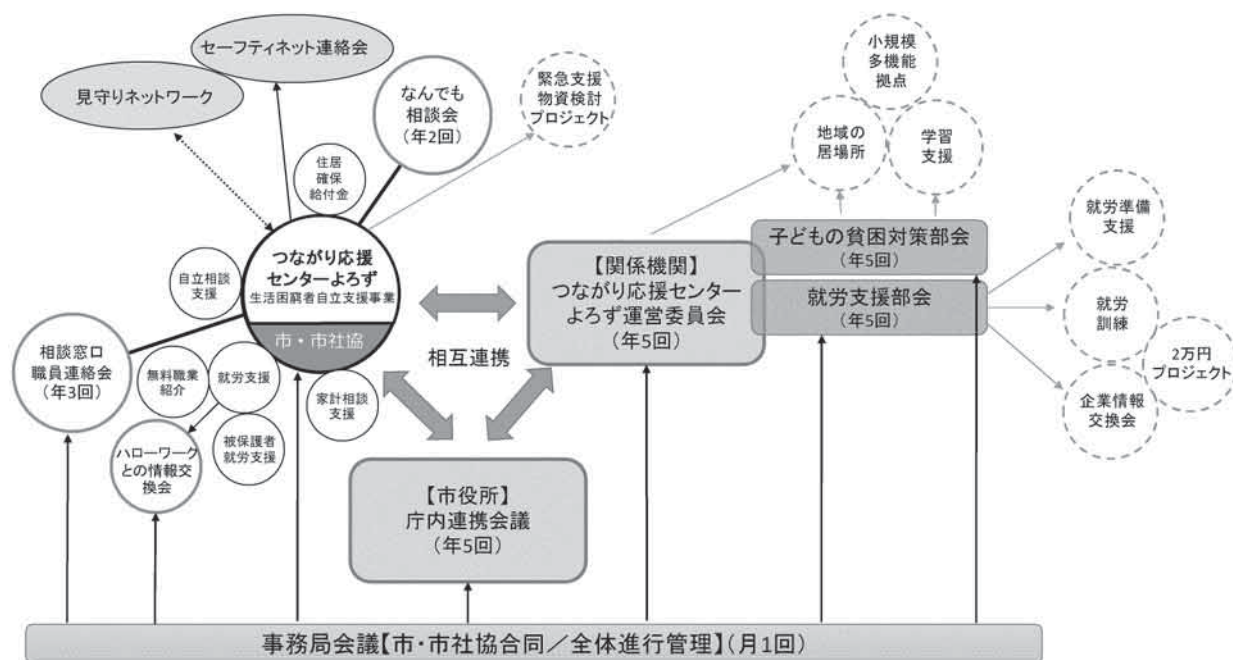 セーフティネット連絡会
見守りネットワーク
なんでも
相談会
(年2回)
緊急支援
物資検討
プロジェクト
小規模
多機能
拠点
地域の
居場所
学習
支援
住居
確保
給付金
つながり応援
センターよろず
生活困窮者自立支援事業
市・市社協
自立相談
支援
相談窓口
職員連絡会
(年3回)
無料職業
紹介
就労支援
被保護者
就労支援
家計相談
支援
ハローワーク
との情報交
換会
相互連携
【関係機関】
つながり応援センター
よろず運営委員会
(年5回)
子どもの貧困対策部会
(年5回)
就労支援部会
(年5回)
就労準備
支援
就労
訓練
2万円
プロジェクト
企業情報
交換会
【市役所】
庁内連携会議
(年5回)
事務局会議【市・市社協合同／全体進行管理】(月1回)